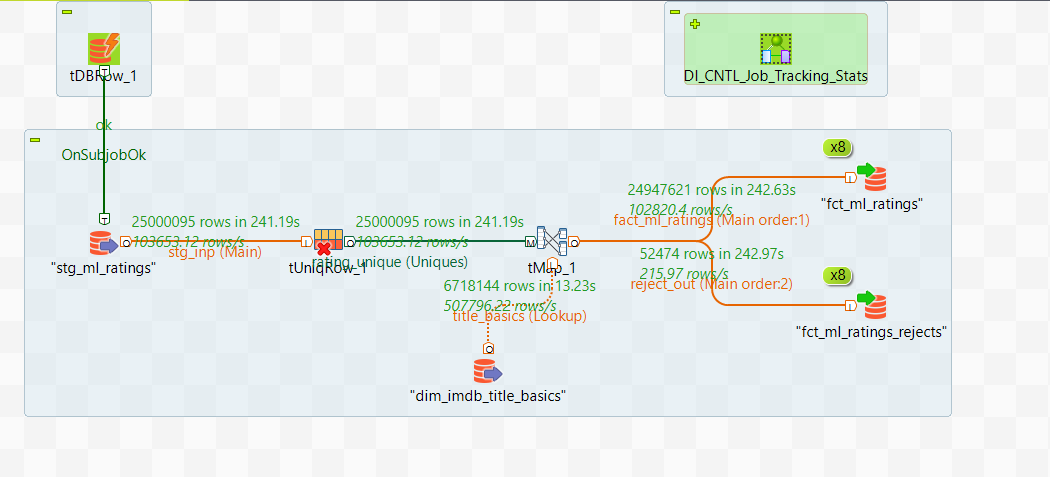 tDBRow_1
DI_CNTL_Job_Tracking_Stats
ok
OnSubjobOk
x8
24947621 rows in 242.63s
102820.4 rows/s
fact_ml_ratings (Main order:1)
"fct_ml_ratings"
25000095 rows in 241.19s
103653.12 rows/s
stg_inp (Main)
"stg_ml_ratings"
tUniqRow_1
25000095 rows in 241.19s
103653.12 rows/s
rating_unique (Uniques)
tMap_1
52474 rows in 242.97s
215.97 rows/s
reject_out (Main order:2)
x8
"fct_ml_ratings_rejects"
6718144 rows in 13.23s
507796.22 rows/s
title_basics (Lookup)
"dim_imdb_title_basics"